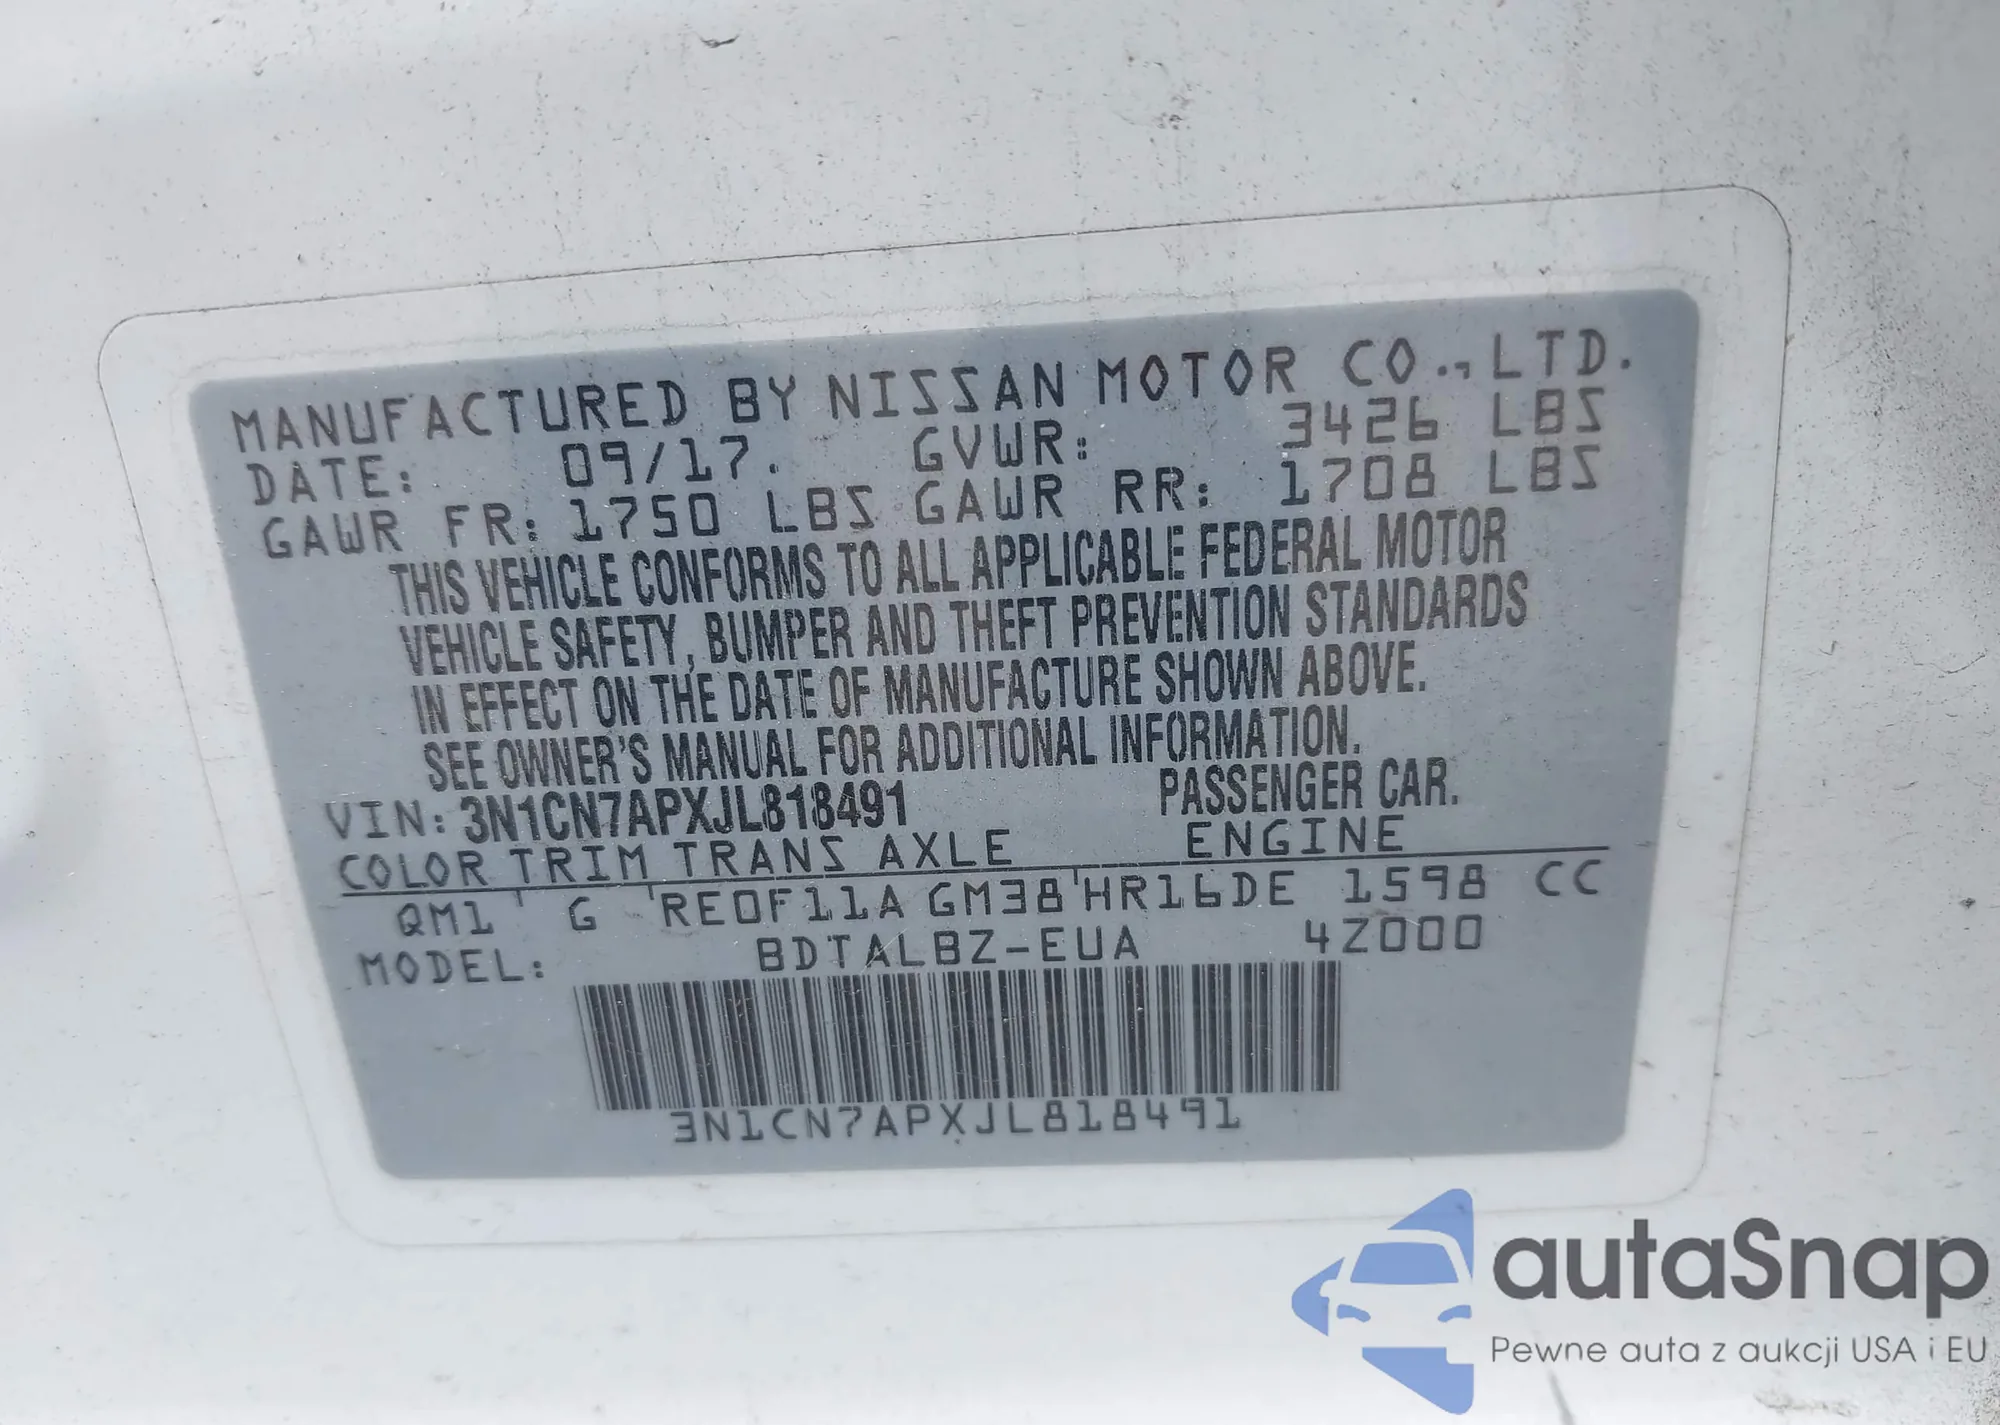 MANUFACTURED BY NISSAN MOTOR CO., LTD.
DATE: 09/17. GVWR: 3426 LBS
GAWR FR: 1750 LBS GAWR RR: 1708 LBS
THIS VEHICLE CONFORMS TO ALL APPLICABLE FEDERAL MOTOR
VEHICLE SAFETY, BUMPER AND THEFT PREVENTION STANDARDS
IN EFFECT ON THE DATE OF MANUFACTURE SHOWN ABOVE.
SEE OWNER'S MANUAL FOR ADDITIONAL INFORMATION.
VIN: 3N1CN7APXJL818491 PASSENGER CAR.
COLOR TRIM TRANS AXLE ENGINE
QM1 G RE0F11A GM38 HR16DE 1598 CC
MODEL: BDTALBZ-EUA 4Z000
3N1CN7APXJL818491
autaSnap
Pewne auta z aukcji USA i EU